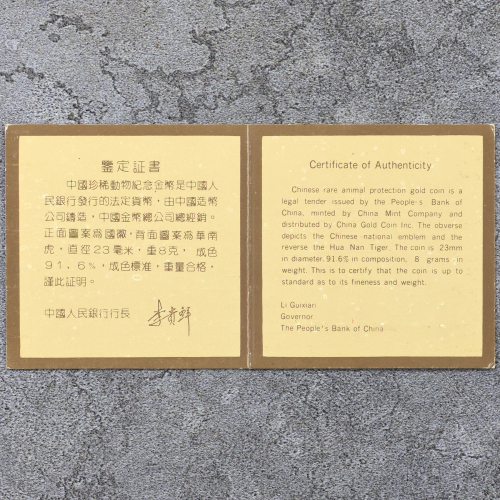 鑒定証書
中國珍稀動物紀念金幣是中國人
民銀行發行的法定貨幣，由中國造幣
公司鑄造，中國金幣總公司總經銷。
正面圖案為國徽，背面圖案為華南
虎，直徑23毫米，重8克，成色
91.6%，成色標準，重量合格，
謹此証明。
中國人民銀行行長 李貴鮮
Certificate of Authenticity
Chinese rare animal protection gold coin is a
legal tender issued by the People's Bank of
China, minted by China Mint Company and
distributed by China Gold Coin Inc. The obverse
depicts the Chinese national emblem and the
reverse the Hua Nan Tiger. The coin is 23mm
in diameter, 91.6% in composition, 8 grams in
weight. This is to certify that the coin is up to
standard as to its fineness and weight.
Li Guixian
Governor
The People's Bank of China